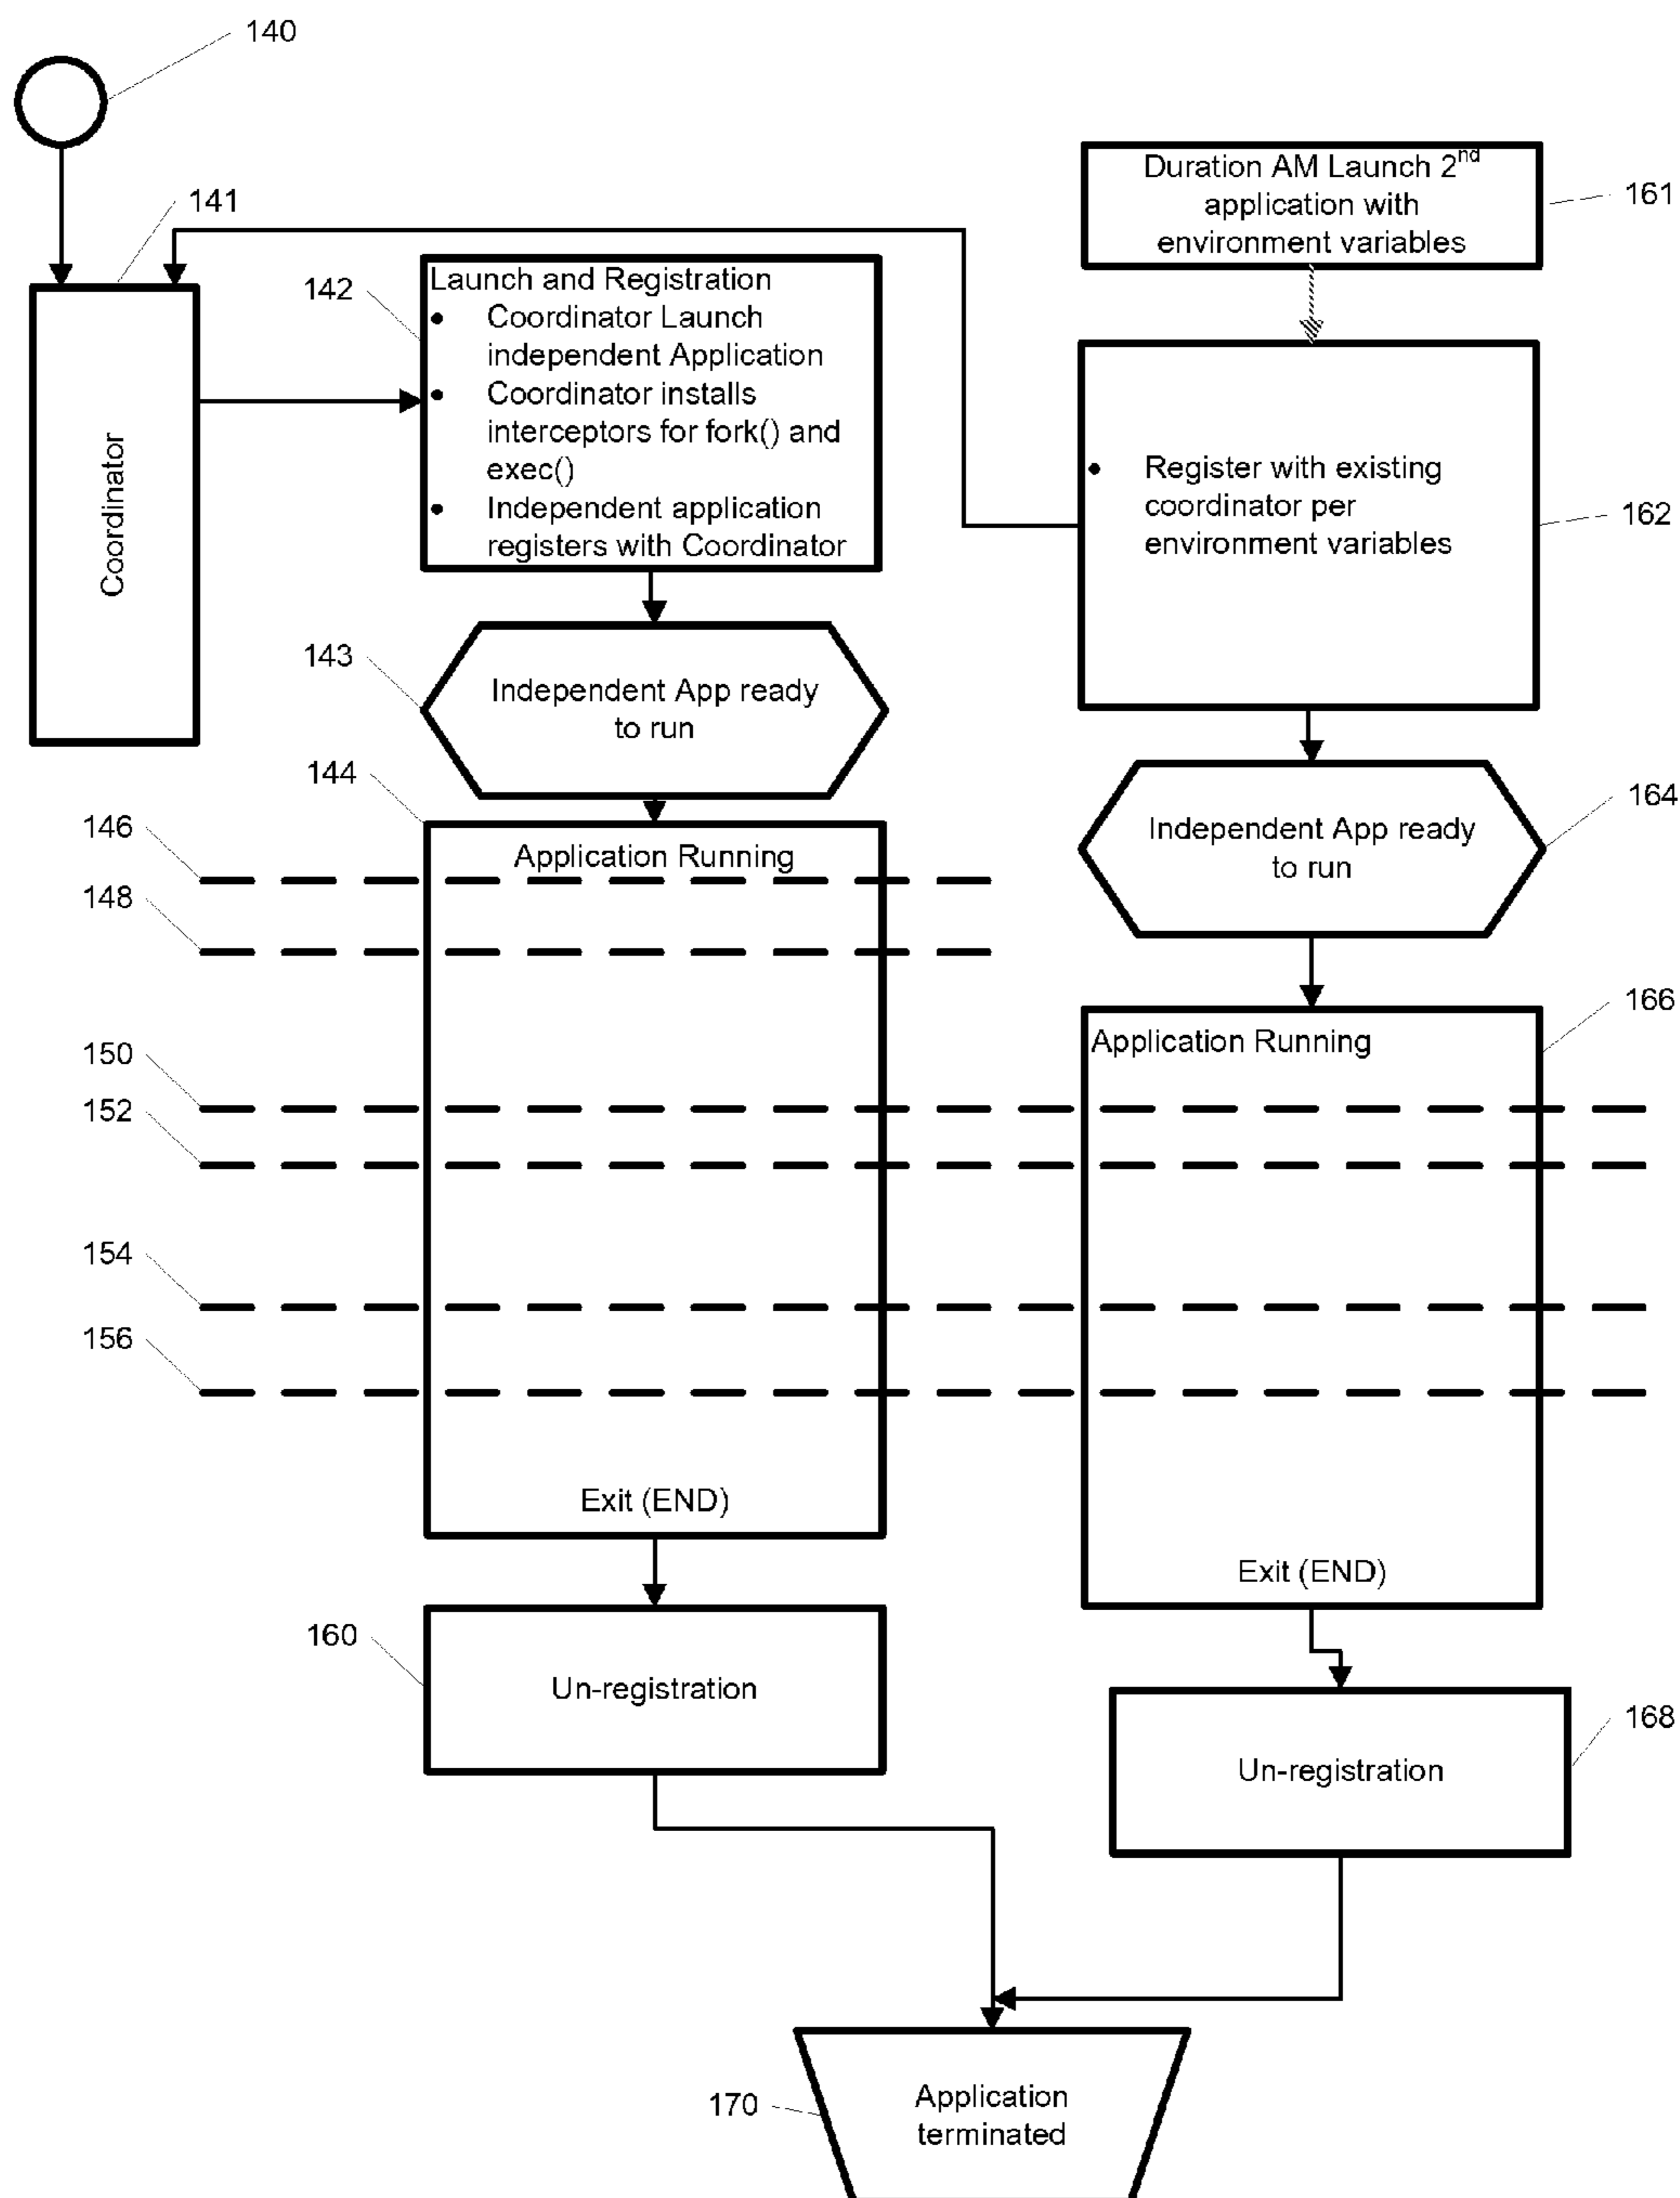 140
Duration AM Launch 2nd
application with
environment variables
161
141
Coordinator
142
Launch and Registration
• Coordinator Launch
independent Application
• Coordinator installs
interceptors for fork() and
exec()
• Independent application
registers with Coordinator
• Register with existing
coordinator per
environment variables
162
143
Independent App ready
to run
144
164
Independent App ready
to run
146
Application Running
148
166
Application Running
150
152
154
156
Exit (END)
Exit (END)
160
Un-registration
168
Un-registration
170
Application
terminated